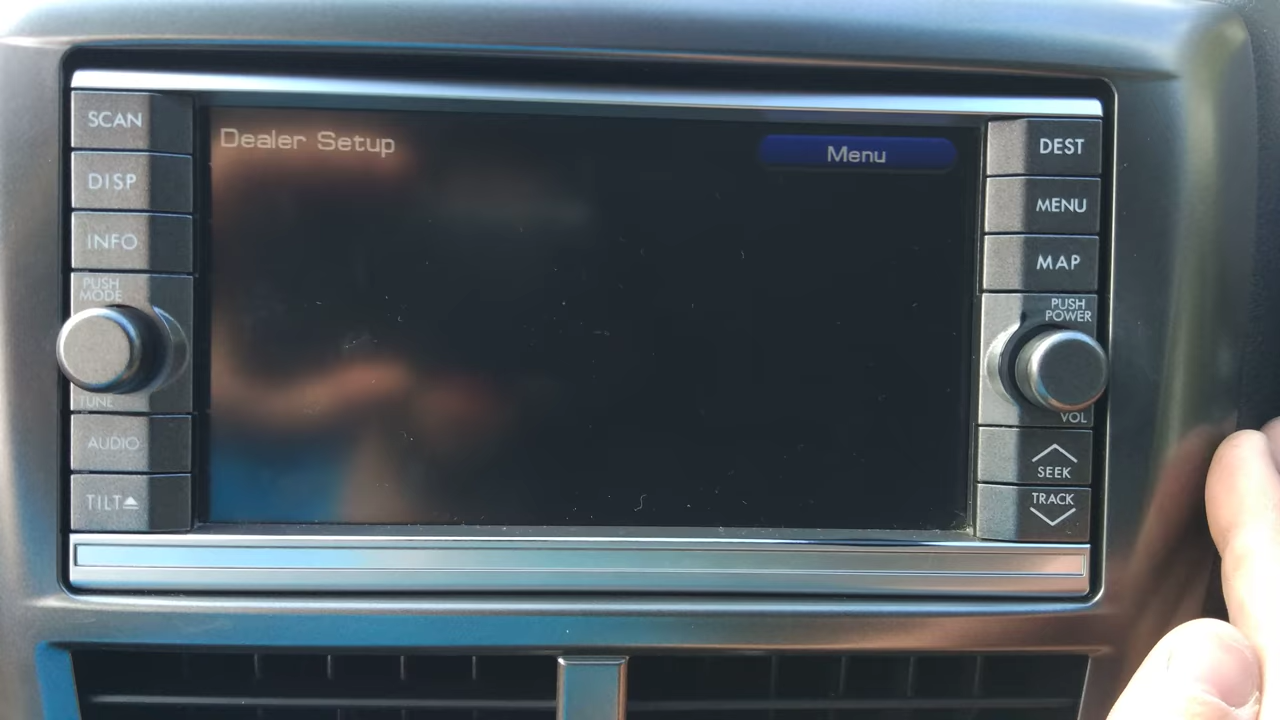 SCAN
DISP
INFO
PUSH
MODE
TUNE
AUDIO
TILT
Dealer Setup
Menu
DEST
MENU
MAP
PUSH
POWER
VOL
SEEK
TRACK